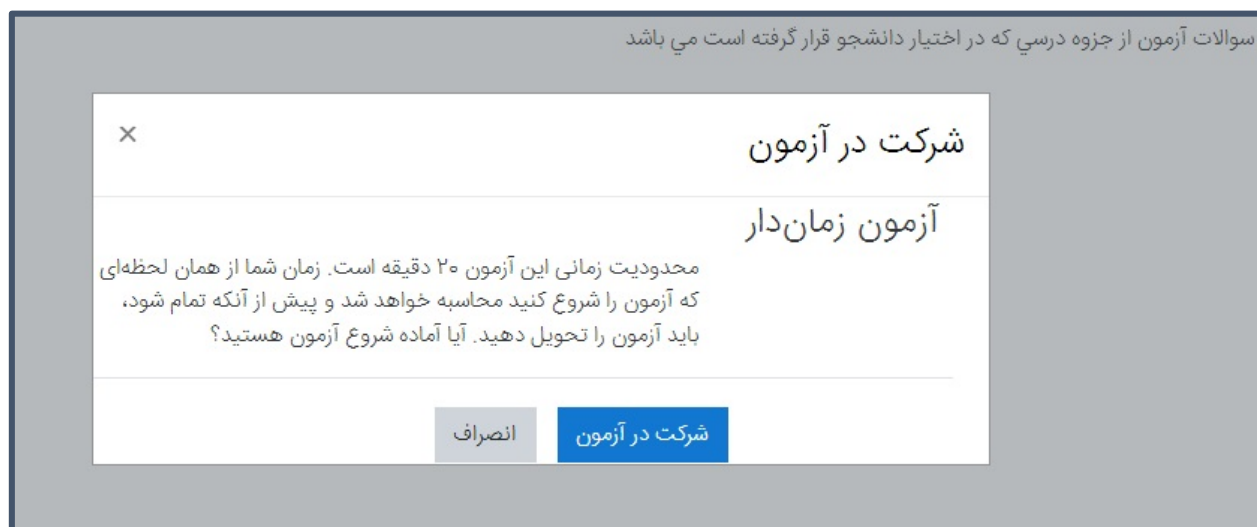 سوالات آزمون از جزوه درسي كه در اختيار دانشجو قرار گرفته است مي باشد
×
شرکت در آزمون
آزمون زمان‌دار
محدودیت زمانی این آزمون ۲۰ دقیقه است. زمان شما از همان لحظه‌ای
که آزمون را شروع کنید محاسبه خواهد شد و پیش از آنکه تمام شود،
باید آزمون را تحویل دهید. آیا آماده شروع آزمون هستید؟
شرکت در آزمون
انصراف